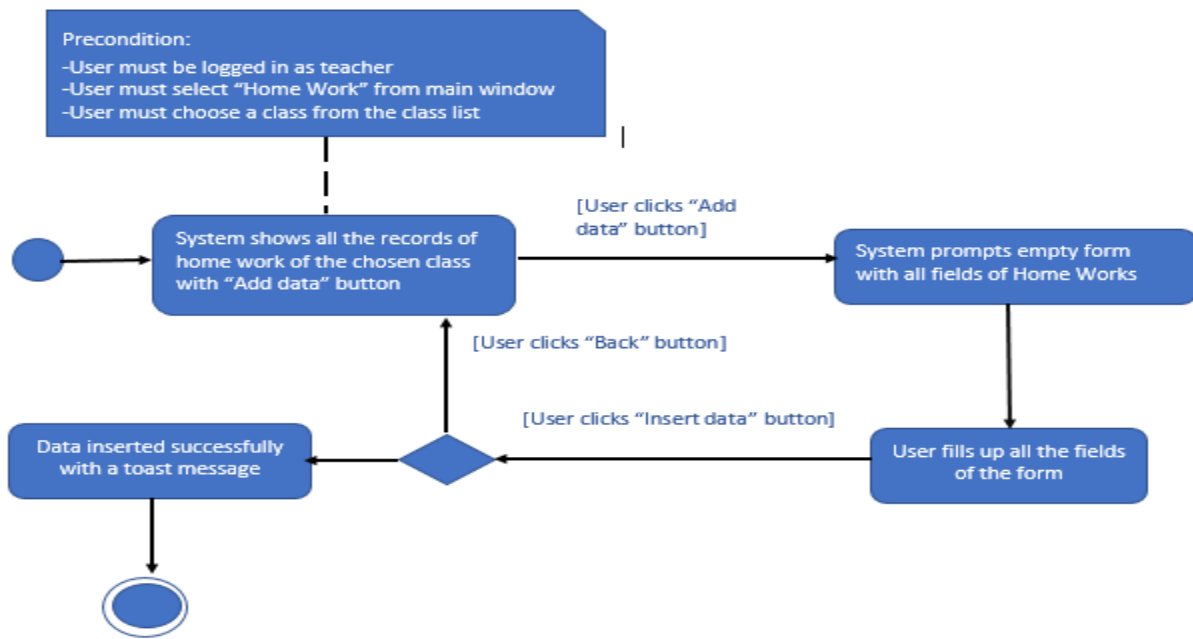 Precondition:
-User must be logged in as teacher
-User must select “Home Work” from main window
-User must choose a class from the class list
[User clicks “Add
data” button]
System shows all the records of
home work of the chosen class
with “Add data” button
System prompts empty form
with all fields of Home Works
[User clicks “Back” button]
[User clicks “Insert data” button]
Data inserted successfully
with a toast message
User fills up all the fields
of the form